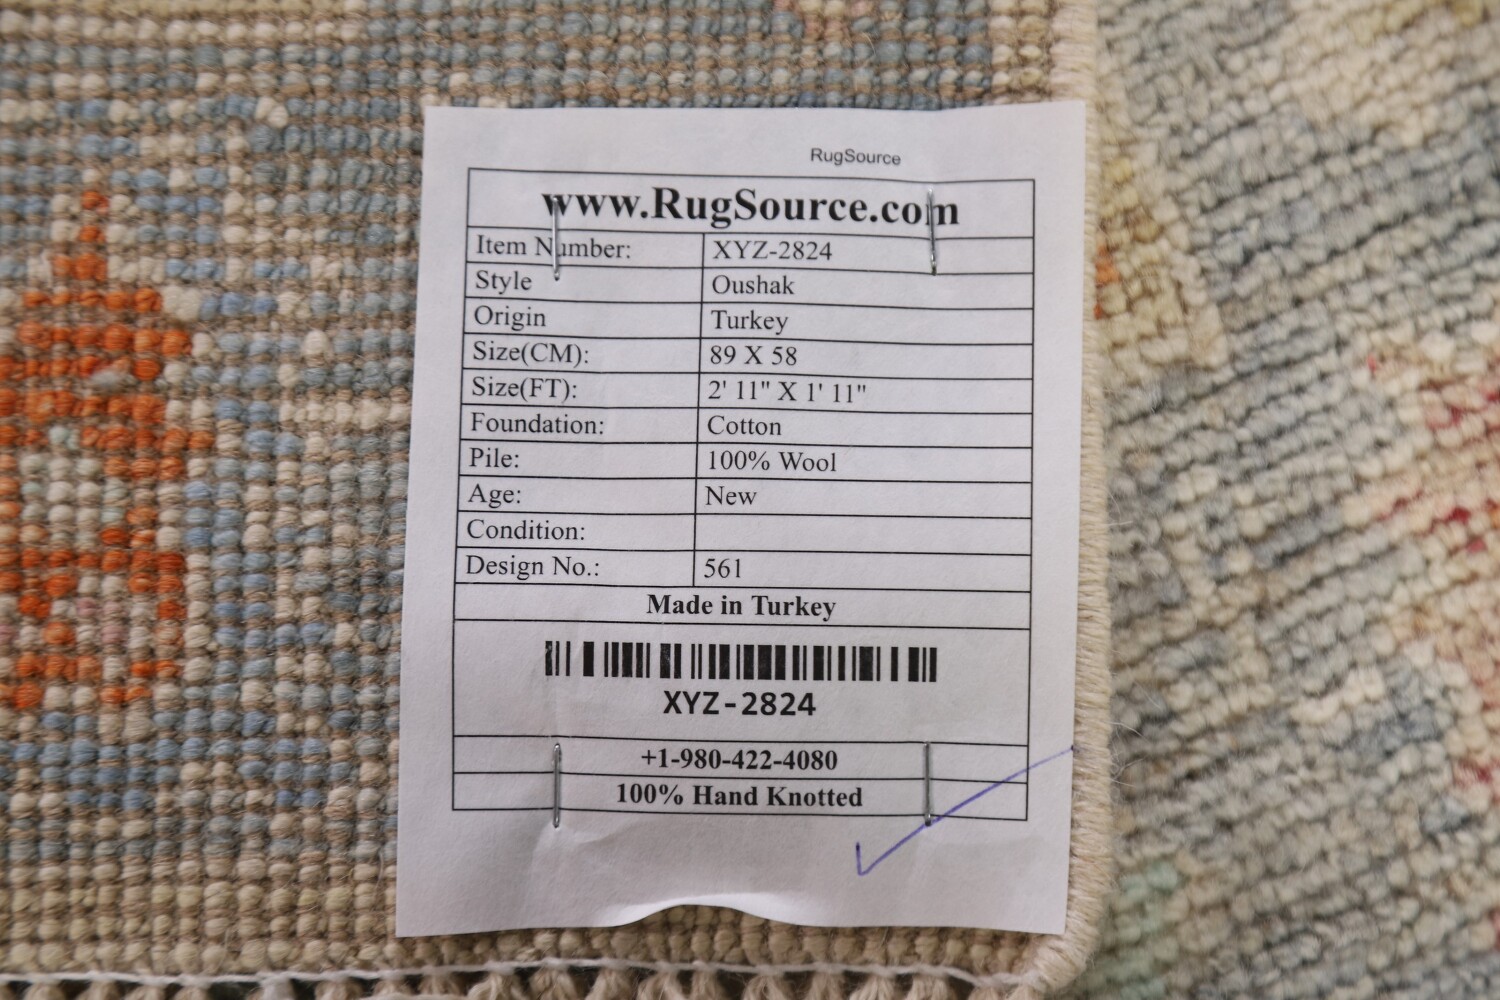 RugSource
www.RugSource.com
Item Number: XYZ-2824
Style Oushak
Origin Turkey
Size(CM): 89 X 58
Size(FT): 2' 11" X 1' 11"
Foundation: Cotton
Pile: 100% Wool
Age: New
Condition:
Design No.: 561
Made in Turkey
XYZ-2824
+1-980-422-4080
100% Hand Knotted